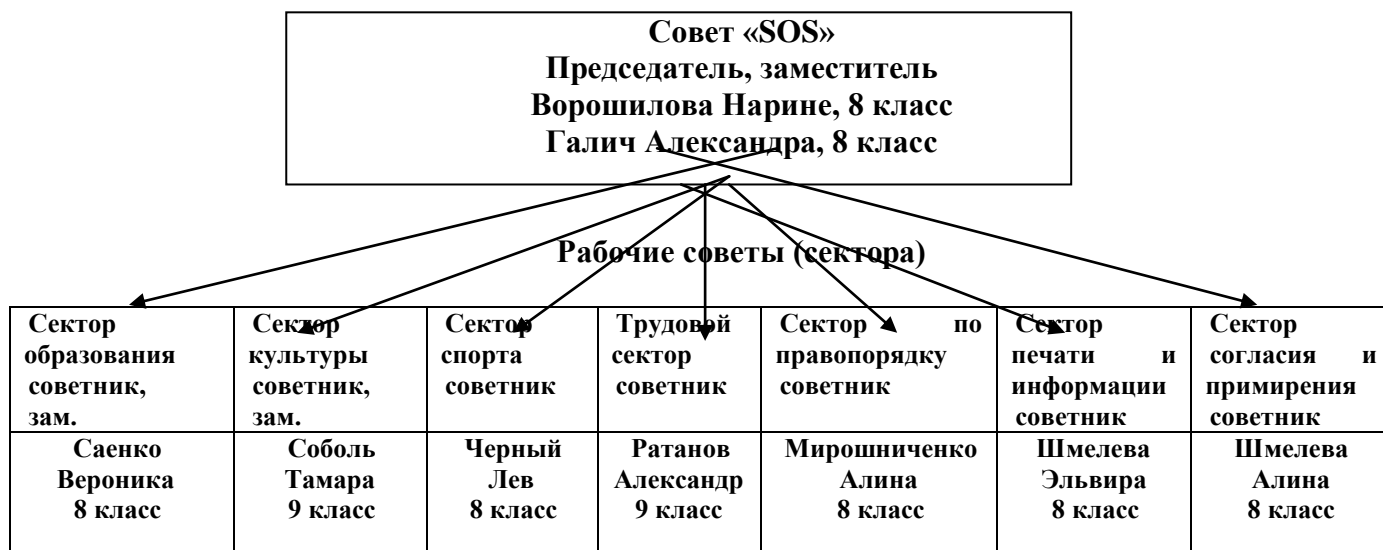 Совет «SOS»
Председатель, заместитель
Ворошилова Нарине, 8 класс
Галич Александра, 8 класс
Рабочие советы (сектора)
Сектор
образования
советник,
зам.
Сектор
культуры
советник,
зам.
Сектор
спорта
советник
Трудовой
сектор
советник
Сектор по
правопорядку
советник
Сектор
печати и
информации
советник
Сектор
согласия и
примирения
советник
Саенко
Вероника
8 класс
Соболь
Тамара
9 класс
Черный
Лев
8 класс
Ратанов
Александр
9 класс
Мирошниченко
Алина
8 класс
Шмелева
Эльвира
8 класс
Шмелева
Алина
8 класс